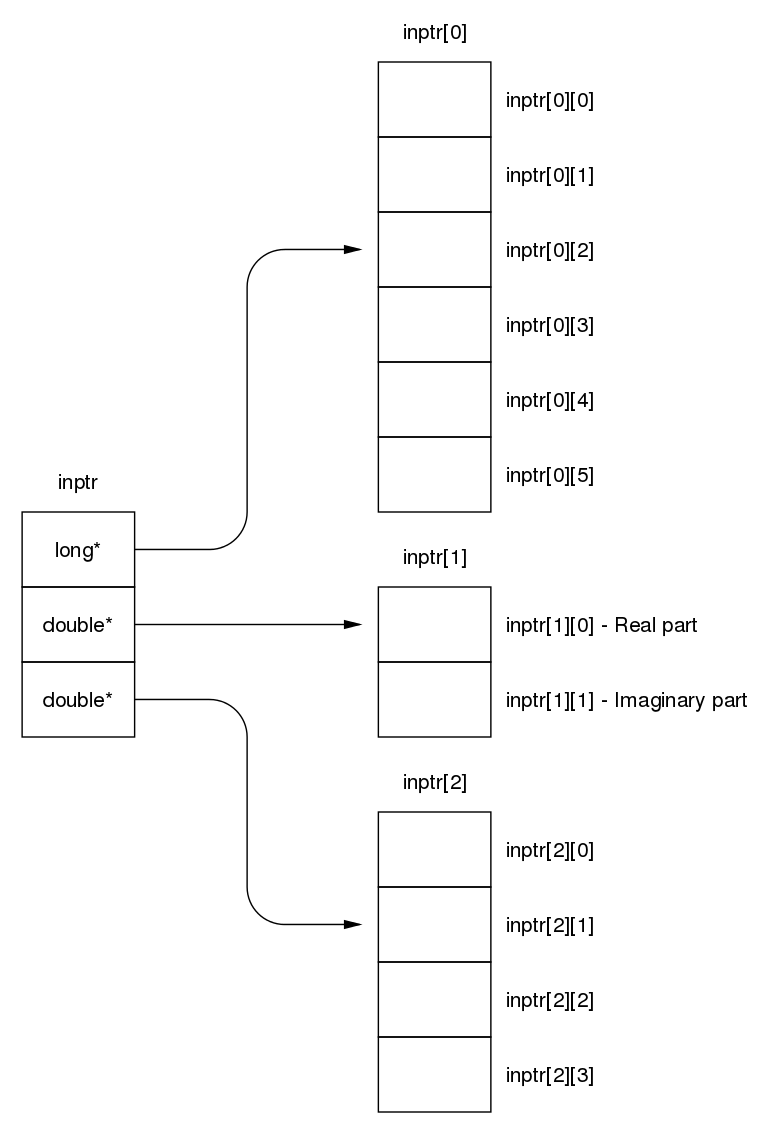 inptr[0]
inptr[0][0]
inptr[0][1]
inptr[0][2]
inptr[0][3]
inptr[0][4]
inptr[0][5]
inptr
long*
double*
double*
inptr[1]
inptr[1][0] - Real part
inptr[1][1] - Imaginary part
inptr[2]
inptr[2][0]
inptr[2][1]
inptr[2][2]
inptr[2][3]